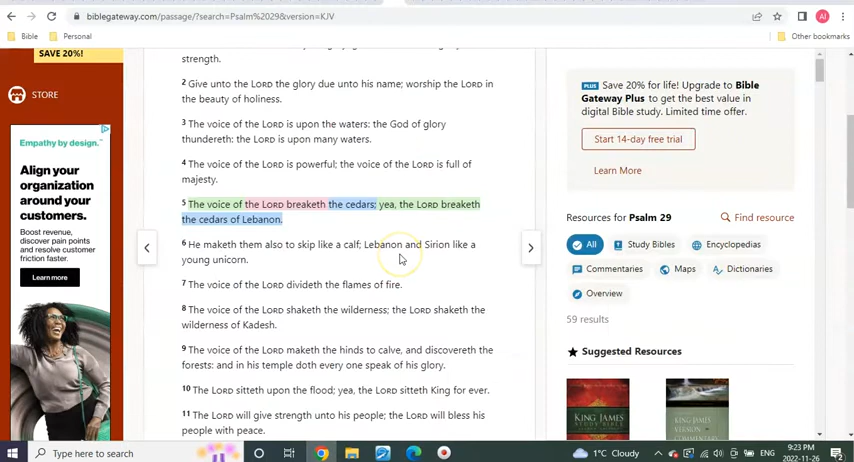 biblegateway.com/passage/?search=Psalm%2029&version=KJV
AI
Bible
Personal
Other bookmarks
SAVE 20%!
STORE
Empathy by design.™
Align your
organization
around your
customers.
Boost revenue,
discover pain points
and resolve customer
friction faster.
Learn more
strength.
2 Give unto the LORD the glory due unto his name; worship the LORD in
the beauty of holiness.
3 The voice of the LORD is upon the waters: the God of glory
thundereth: the LORD is upon many waters.
4 The voice of the LORD is powerful; the voice of the LORD is full of
majesty.
5 The voice of the LORD breaketh the cedars; yea, the LORD breaketh
the cedars of Lebanon.
6 He maketh them also to skip like a calf; Lebanon and Sirion like a
young unicorn.
7 The voice of the LORD divideth the flames of fire.
8 The voice of the LORD shaketh the wilderness; the LORD shaketh the
wilderness of Kadesh.
9 The voice of the LORD maketh the hinds to calve, and discovereth the
forests: and in his temple doth every one speak of his glory.
10 The LORD sitteth upon the flood; yea, the LORD sitteth King for ever.
11 The LORD will give strength unto his people; the LORD will bless his
people with peace.
PLUS Save 20% for life! Upgrade to Bible
Gateway Plus to get the best value in
digital Bible study. Limited time offer.
Start 14-day free trial
Learn More
Resources for Psalm 29
Find resource
All
Study Bibles
Encyclopedias
Commentaries
Maps
Dictionaries
Overview
59 results
Suggested Resources
KING JAMES
STUDY BIBLE
KING JAMES
VERSION
COMMENTARY
Type here to search
1°C Cloudy
ENG
9:23 PM
2022-11-26
2